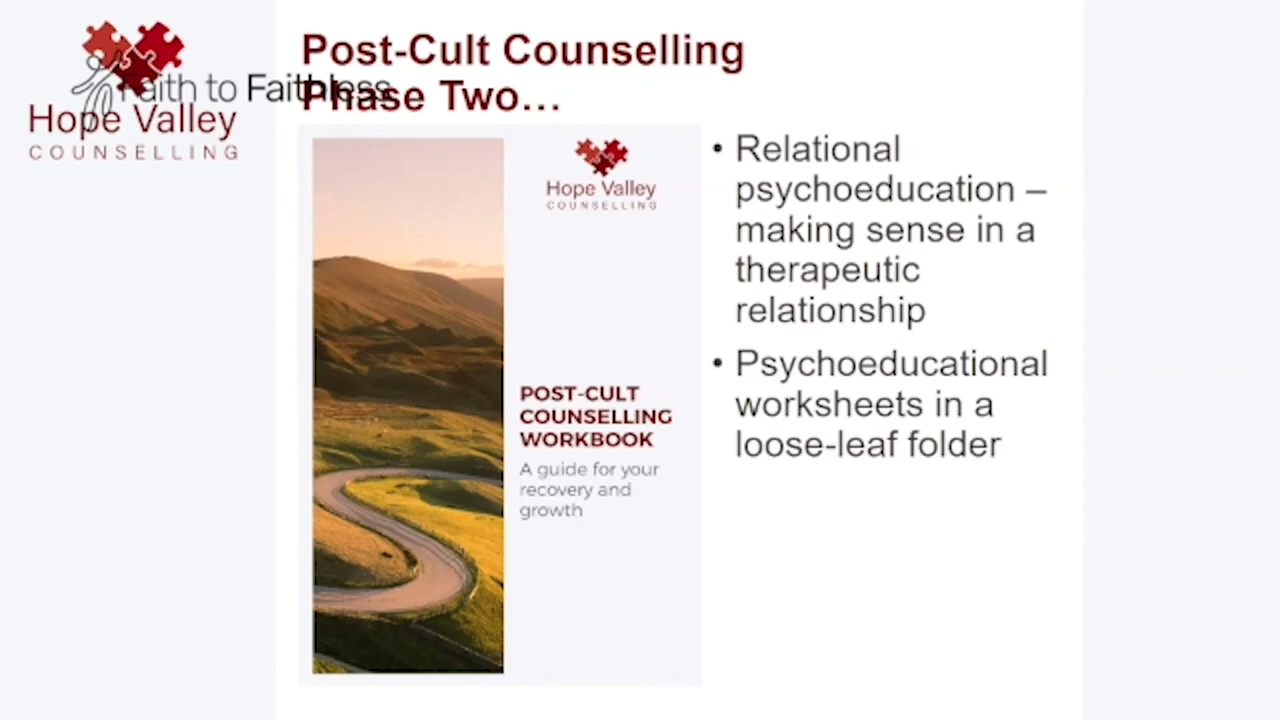 Post-Cult Counselling
Phase Two…
Faith to Faithless
Hope Valley
COUNSELLING
Hope Valley
COUNSELLING
POST-CULT
COUNSELLING
WORKBOOK
A guide for your
recovery and
growth
• Relational
psychoeducation –
making sense in a
therapeutic
relationship
• Psychoeducational
worksheets in a
loose-leaf folder